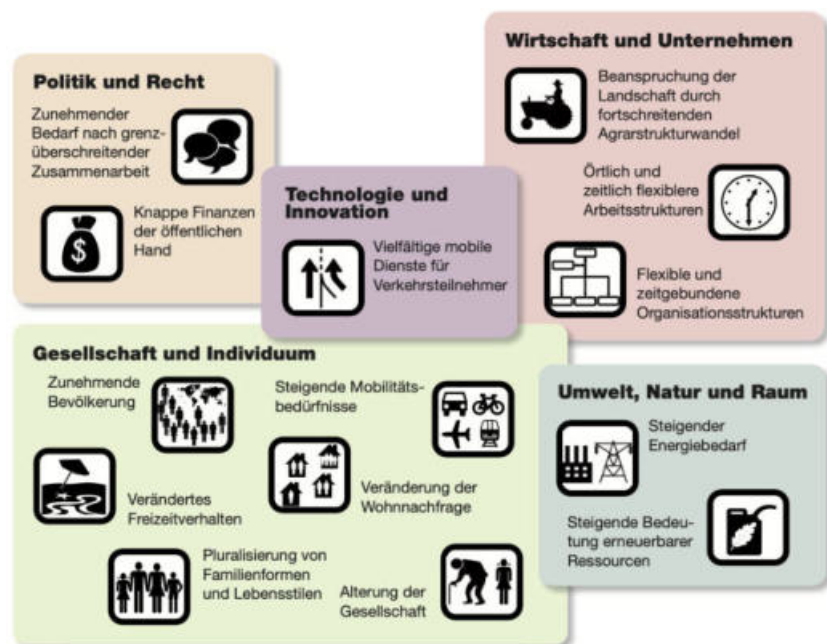 Politik und Recht
Zunehmender
Bedarf nach grenz-
überschreitender
Zusammenarbeit
$
Knappe Finanzen
der öffentlichen
Hand
Technologie und
Innovation
Vielfältige mobile
Dienste für
Verkehrsteilnehmer
Wirtschaft und Unternehmen
Beanspruchung der
Landschaft durch
fortschreitenden
Agrarstrukturwandel
Örtlich und
zeitlich flexiblere
Arbeitsstrukturen
Flexible und
zeitgebundene
Organisationsstrukturen
Gesellschaft und Individuum
Zunehmende
Bevölkerung
Steigende Mobilitäts-
bedürfnisse
Verändertes
Freizeitverhalten
Veränderung der
Wohnnachfrage
Pluralisierung von
Familienformen
und Lebensstilen
Alterung der
Gesellschaft
Umwelt, Natur und Raum
Steigender
Energiebedarf
Steigende Bedeu-
tung erneuerbarer
Ressourcen